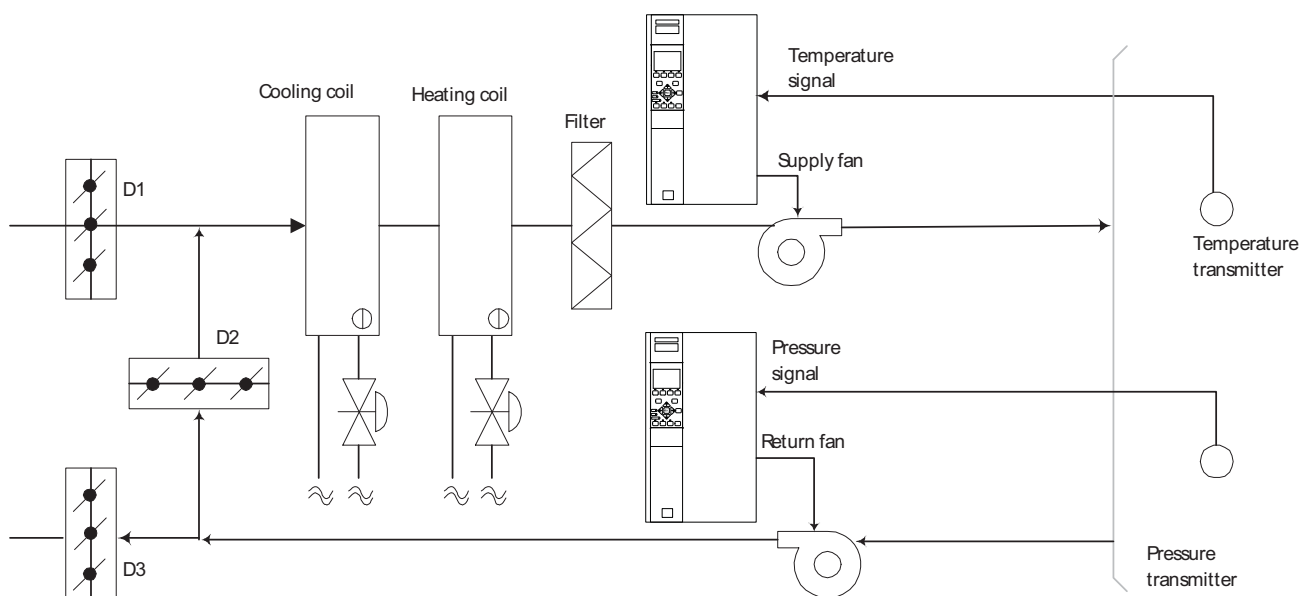 Temperature
signal
Cooling coil
Heating coil
Filter
Supply fan
D1
Temperature
transmitter
D2
Pressure
signal
Return fan
D3
Pressure
transmitter